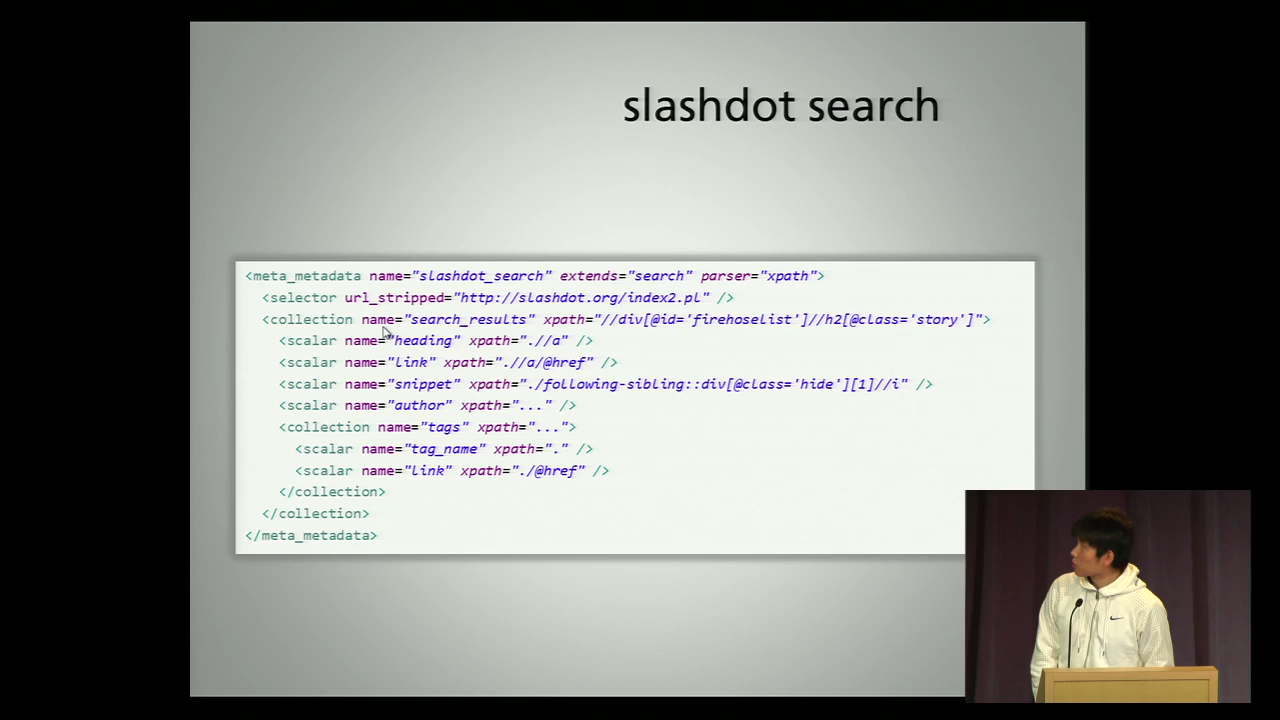 slashdot search
<meta_metadata name="slashdot_search" extends="search" parser="xpath">
<selector url_stripped="http://slashdot.org/index2.pl" />
<collection name="search_results" xpath="//div[@id='firehoselist']//h2[@class='story']">
<scalar name="heading" xpath=".//a" />
<scalar name="link" xpath=".//a/@href" />
<scalar name="snippet" xpath="./following-sibling::div[@class='hide'][1]//i" />
<scalar name="author" xpath="..." />
<collection name="tags" xpath="...">
<scalar name="tag_name" xpath="." />
<scalar name="link" xpath="./@href" />
</collection>
</collection>
</meta_metadata>